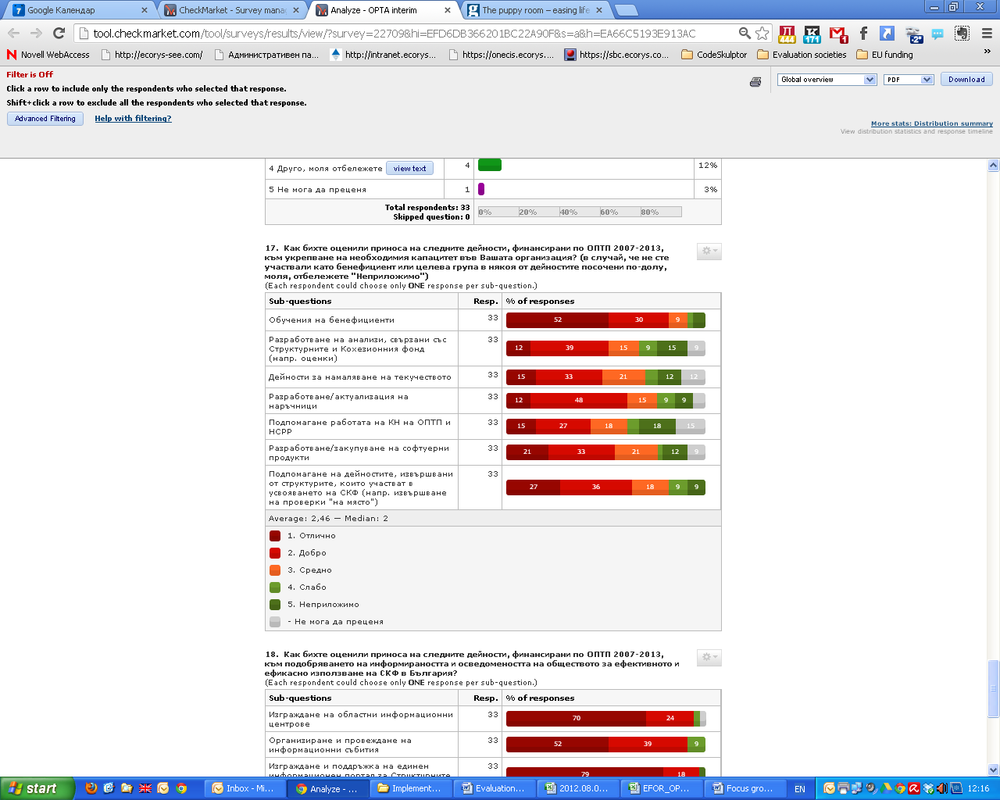 Google Календар
CheckMarket - Survey mana
Analyze - OPTA interim
The puppy room – easing life
tool.checkmarket.com/tool/surveys/results/view/?survey=22709&hi=EFD6DB366201BC22A90F&s=a&h=EA66C5193E913AC
444
171
1
2°
Novell WebAccess
http://ecorys-see.com/
Административен па...
http://intranet.ecorys...
https://onecis.ecorys....
https://sbc.ecorys.co...
CodeSkulptor
Evaluation societies
EU funding
»
Filter is Off
Click a row to include only the respondents who selected that response.
Shift+click a row to exclude all the respondents who selected that response.
Advanced Filtering Help with filtering?
Global overview PDF Download
More stats: Distribution summary
View distribution statistics and response timeline
4 Друго, моля отбележете view text 4 12%
5 Не мога да преценя 1 3%
Total respondents: 33
Skipped question: 0
0% 20% 40% 60% 80%
17. Как бихте оценили приноса на следните дейности, финансирани по ОПТП 2007-2013,
към укрепване на необходимия капацитет във Вашата организация? (в случай, че не сте
участвали като бенефициент или целева група в някоя от дейностите посочени по-долу,
моля, отбележете "Неприложимо")
(Each respondent could choose only ONE response per sub-question.)
Sub-questions Resp. % of responses
Обучения на бенефициенти 33 52 30 9
Разработване на анализи, свързани със
Структурните и Кохезионния фонд
(напр. оценки)
33 12 39 15 9 15 9
Дейности за намаляване на текучеството 33 15 33 21 12 12
Разработване/актуализация на
наръчници
33 12 48 15 9 9
Подпомагане работата на КН на ОПТП и
НСРР
33 15 27 18 18 15
Разработване/закупуване на софтуерни
продукти
33 21 33 21 12 9
Подпомагане на дейностите, извършвани
от структурите, които участват в
усвояването на СКФ (напр. извършване
на проверки "на място")
33 27 36 18 9 9
Average: 2,46 — Median: 2
1. Отлично
2. Добро
3. Средно
4. Слабо
5. Неприложимо
- Не мога да преценя
18. Как бихте оценили приноса на следните дейности, финансирани по ОПТП 2007-2013,
към подобряването на информираността и осведомеността на обществото за ефективното и
ефикасно използване на СКФ в България?
(Each respondent could choose only ONE response per sub-question.)
Sub-questions Resp. % of responses
Изграждане на областни информационни
центрове
33 70 24
Организиране и провеждане на
информационни събития
33 52 39 9
Изграждане и поддръжка на единен
информационен портал за Структурните
33 79 18
start
Inbox - Mi...
Analyze - ...
Implement...
Evaluation...
2012.08.0...
EFOR_OP...
Focus gro...
EN
12:16